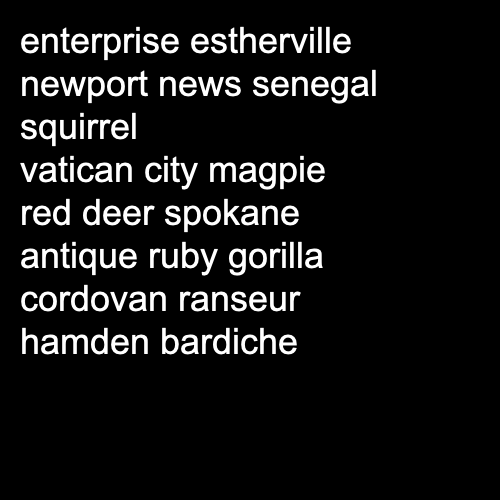 enterprise estherville
newport news senegal
squirrel
vatican city magpie
red deer spokane
antique ruby gorilla
cordovan ranseur
hamden bardiche